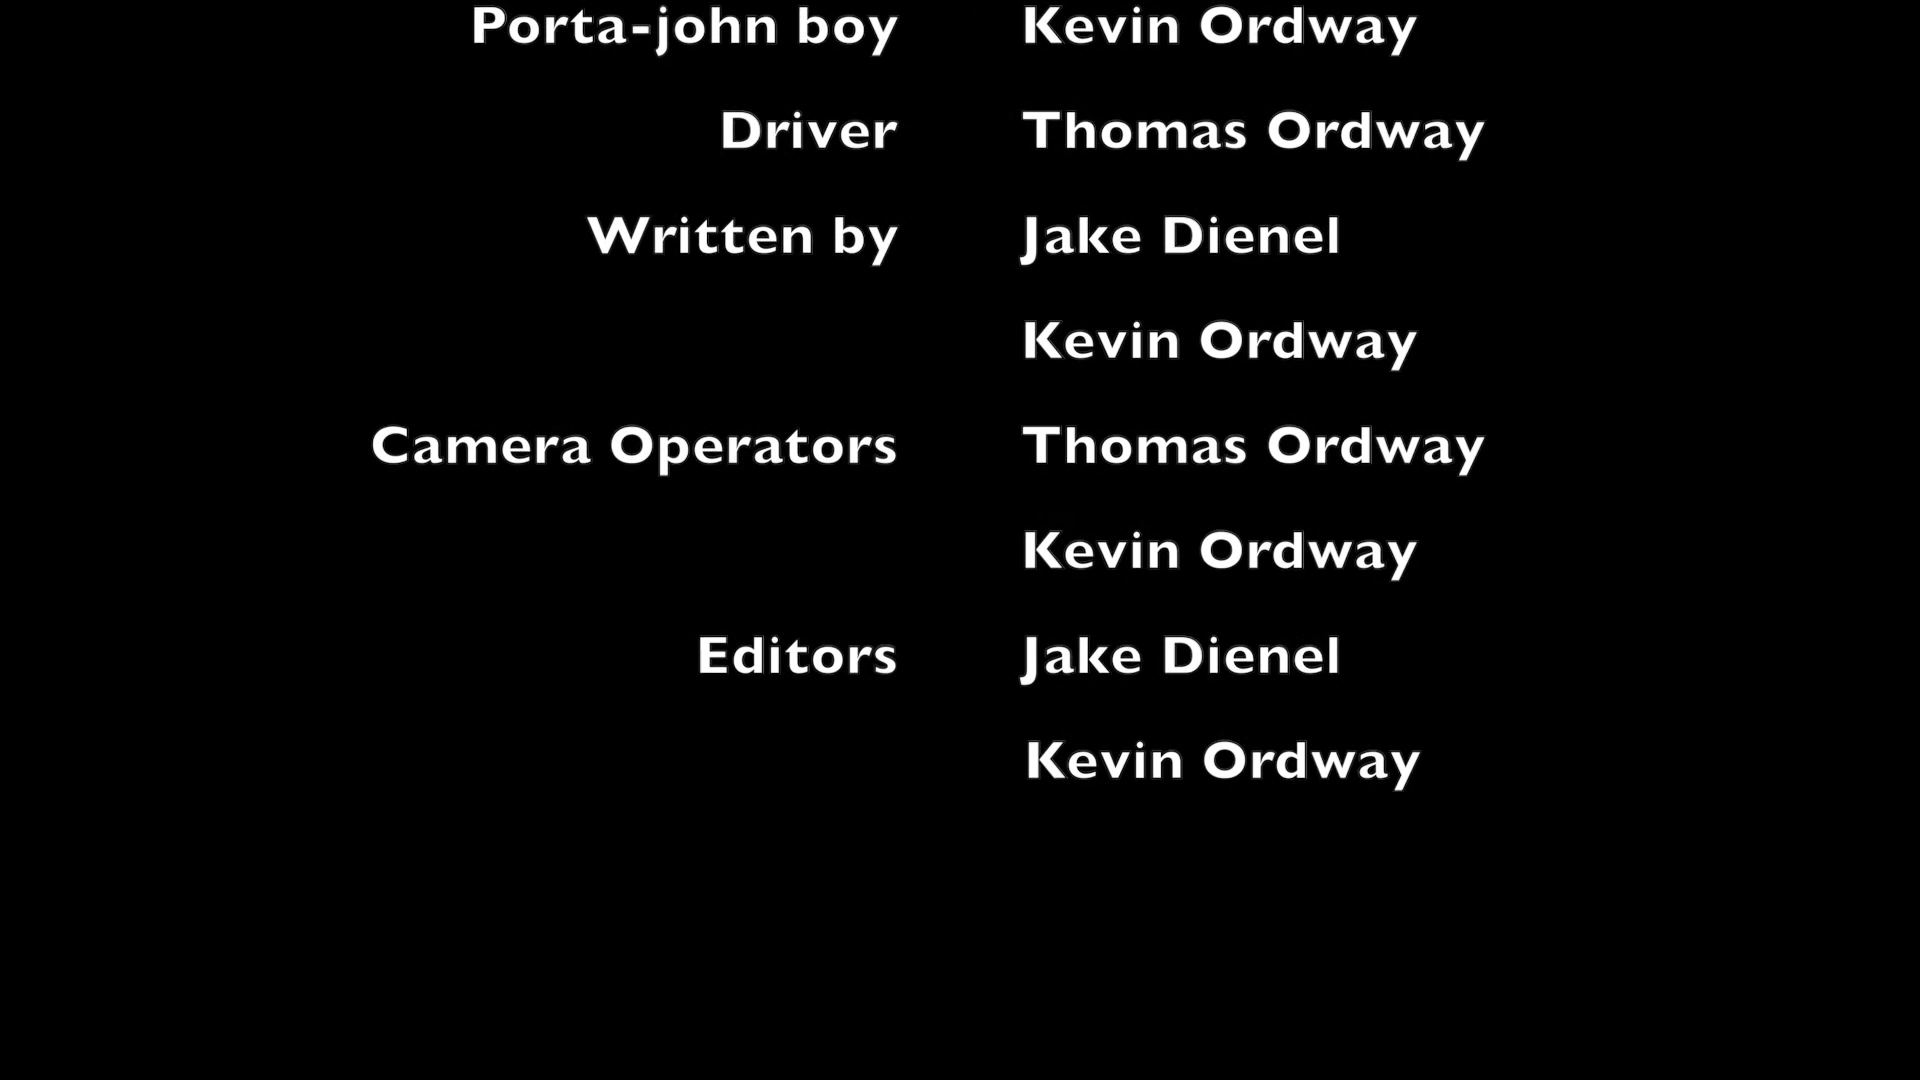 Porta-john boy Kevin Ordway
Driver Thomas Ordway
Written by Jake Dienel
Kevin Ordway
Camera Operators Thomas Ordway
Kevin Ordway
Editors Jake Dienel
Kevin Ordway